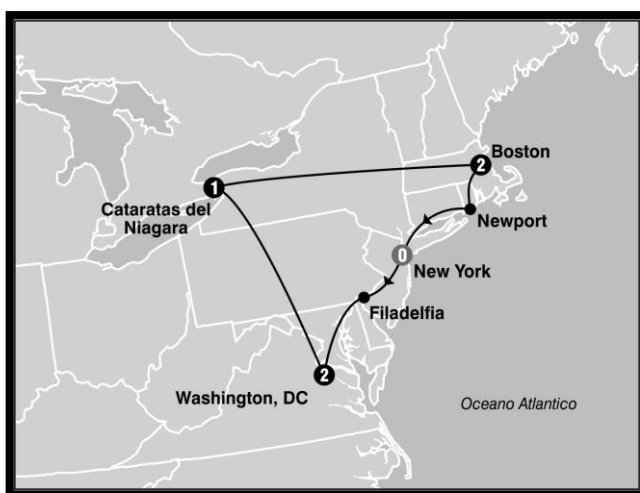 2
Boston
1
Cataratas del
Niagara
Newport
0
New York
Filadelfia
2
Washington, DC
Oceano Atlantico